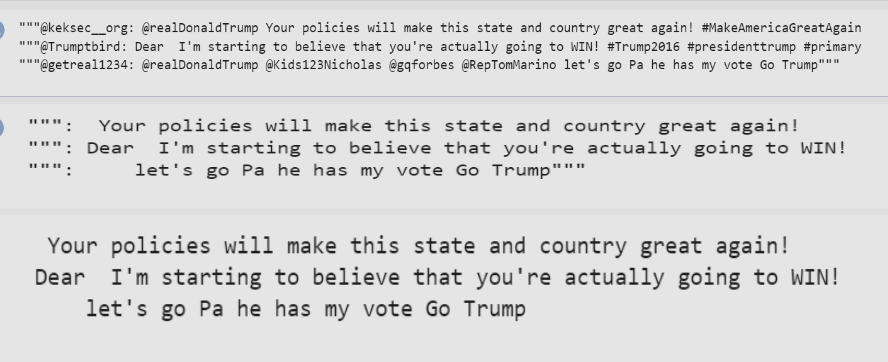 """@keksec__org: @realDonaldTrump Your policies will make this state and country great again! #MakeAmericaGreatAgain
"""@Trumptbird: Dear  I'm starting to believe that you're actually going to WIN! #Trump2016 #presidenttrump #primary
"""@getreal1234: @realDonaldTrump @Kids123Nicholas @gqforbes @RepTomMarino let's go Pa he has my vote Go Trump"""
""":  Your policies will make this state and country great again!
""": Dear  I'm starting to believe that you're actually going to WIN!
""":     let's go Pa he has my vote Go Trump"""
Your policies will make this state and country great again!
Dear  I'm starting to believe that you're actually going to WIN!
let's go Pa he has my vote Go Trump